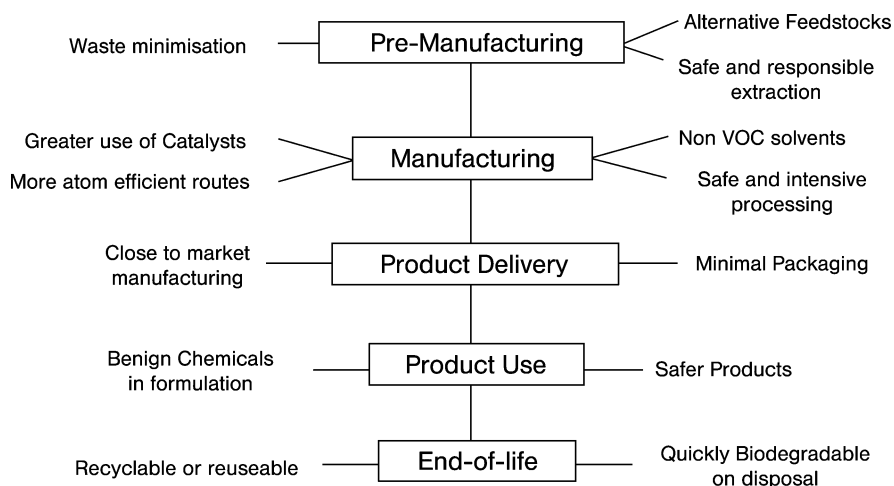 Waste minimisation
Pre-Manufacturing
Alternative Feedstocks
Safe and responsible
extraction
Greater use of Catalysts
More atom efficient routes
Manufacturing
Non VOC solvents
Safe and intensive
processing
Close to market
manufacturing
Product Delivery
Minimal Packaging
Benign Chemicals
in formulation
Product Use
Safer Products
Recyclable or reuseable
End-of-life
Quickly Biodegradable
on disposal